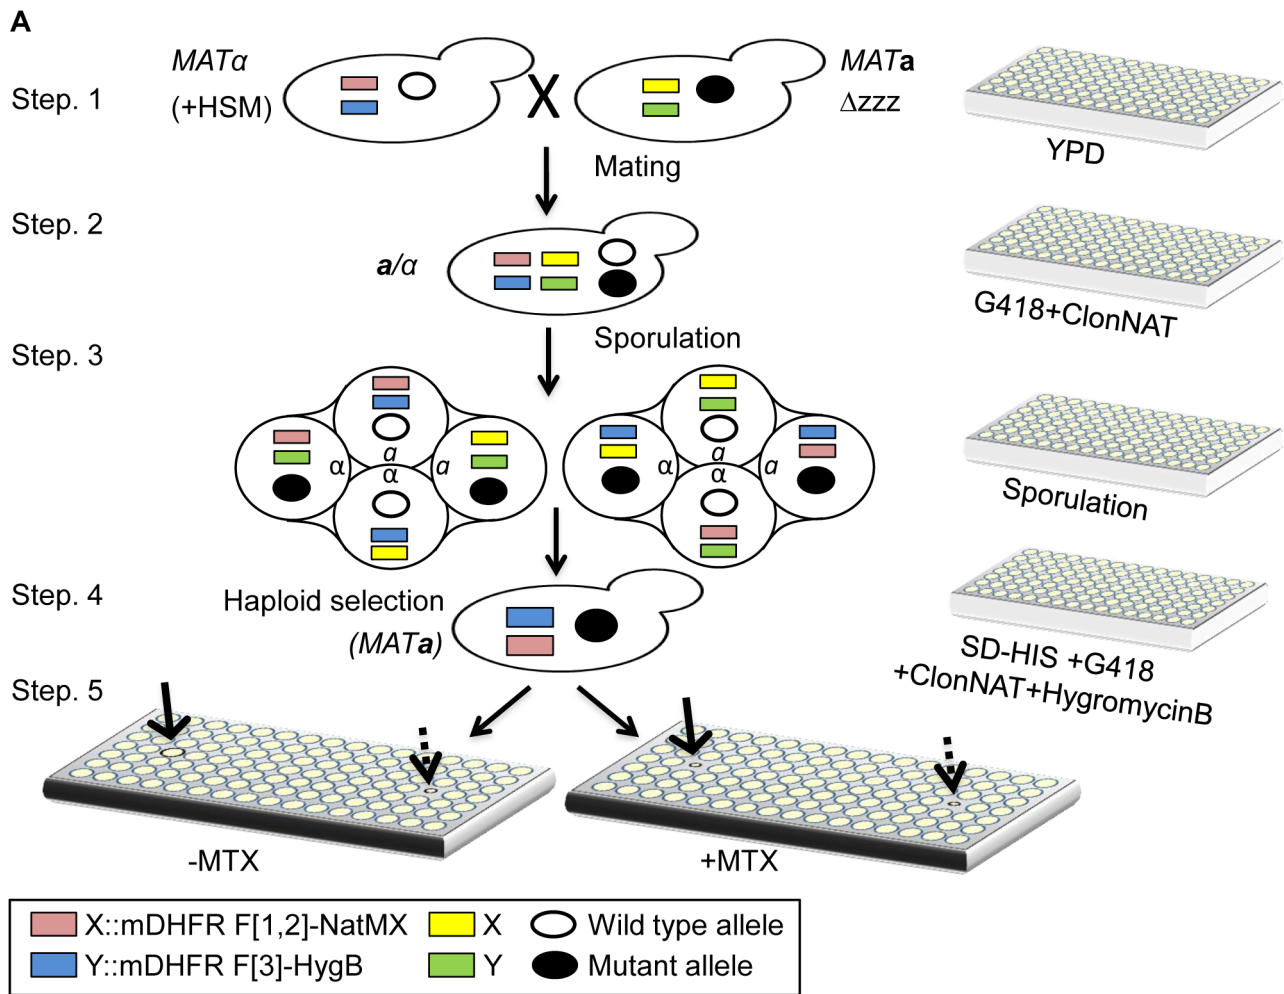 A
Step. 1
MATα
(+HSM)
X
MATa
Δzzz
YPD
Mating
Step. 2
a/α
G418+ClonNAT
Sporulation
Step. 3
α
a
α
a
α
a
α
a
Sporulation
Step. 4
Haploid selection
(MATa)
SD-HIS +G418
+ClonNAT+HygromycinB
Step. 5
-MTX
+MTX
X::mDHFR F[1,2]-NatMX
X
Wild type allele
Y::mDHFR F[3]-HygB
Y
Mutant allele